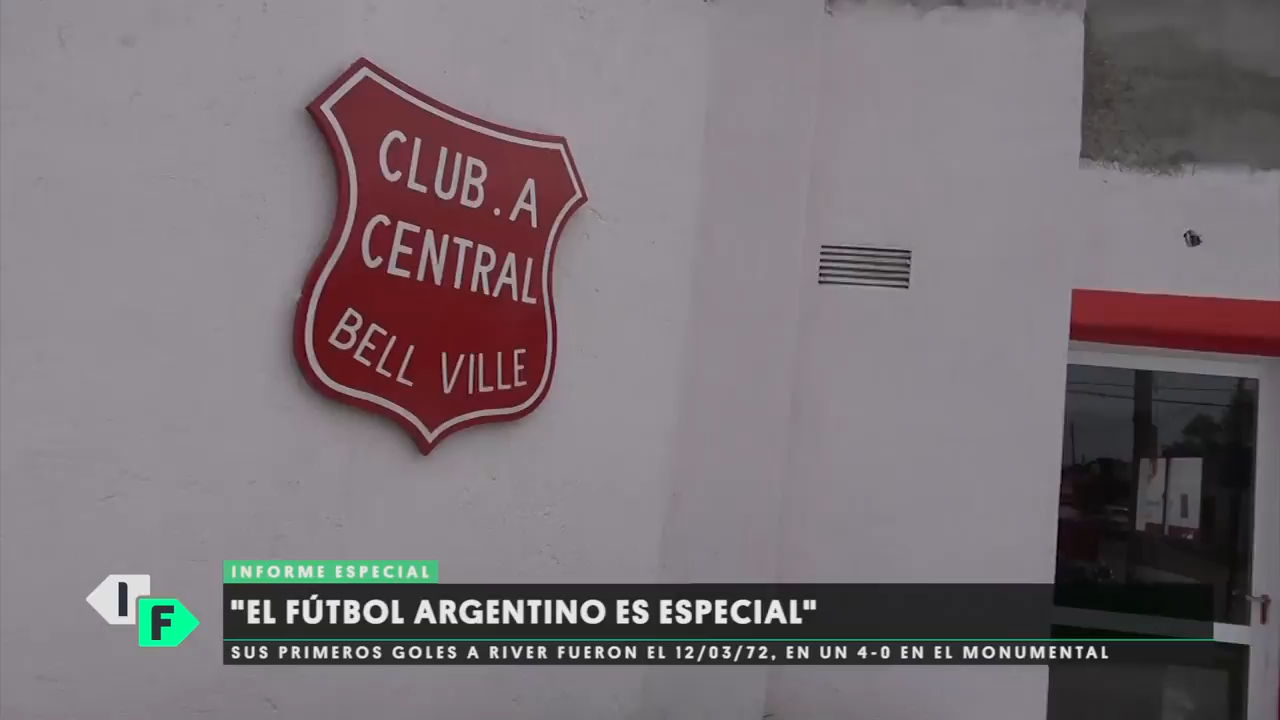 CLUB.A
CENTRAL
BELL VILLE
INFORME ESPECIAL
IF
"EL FÚTBOL ARGENTINO ES ESPECIAL"
SUS PRIMEROS GOLES A RIVER FUERON EL 12/03/72, EN UN 4-0 EN EL MONUMENTAL